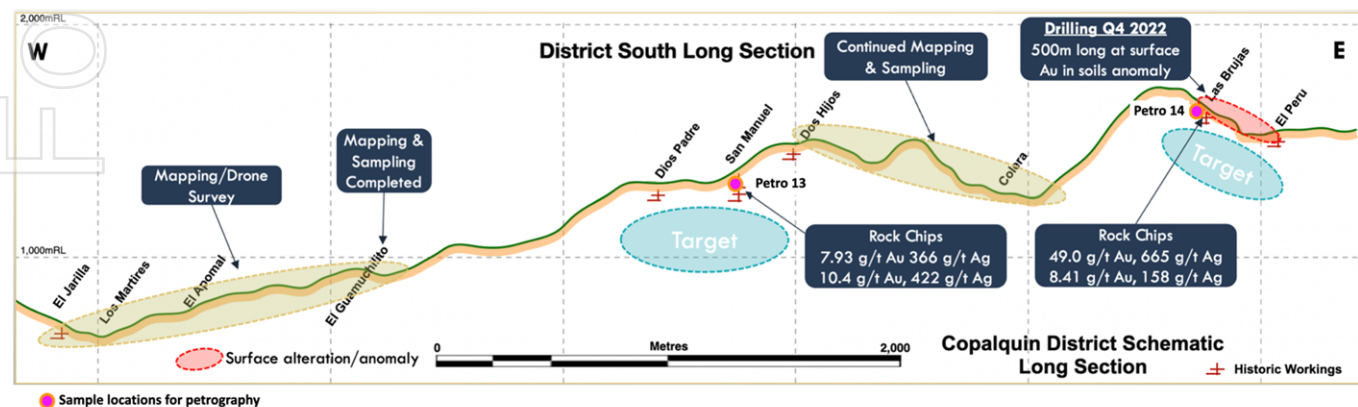 2,000mRL
W
District South Long Section
E
Continued Mapping
& Sampling
Drilling Q4 2022
500m long at surface
Au in soils anomaly
Las Brujas
El Peru
Petro 14
Target
Dos Hijos
San Manuel
Dios Padre
Petro 13
Colara
Mapping &
Sampling
Completed
Mapping/Drone
Survey
Target
Rock Chips
7.93 g/t Au 366 g/t Ag
10.4 g/t Au, 422 g/t Ag
Rock Chips
49.0 g/t Au, 665 g/t Ag
8.41 g/t Au, 158 g/t Ag
1,000mRL
El Jarilla
Los Martires
El Apomal
El Guamuchilito
Surface alteration/anomaly
0
Metres
2,000
Copalquin District Schematic
Long Section
Historic Workings
Sample locations for petrography